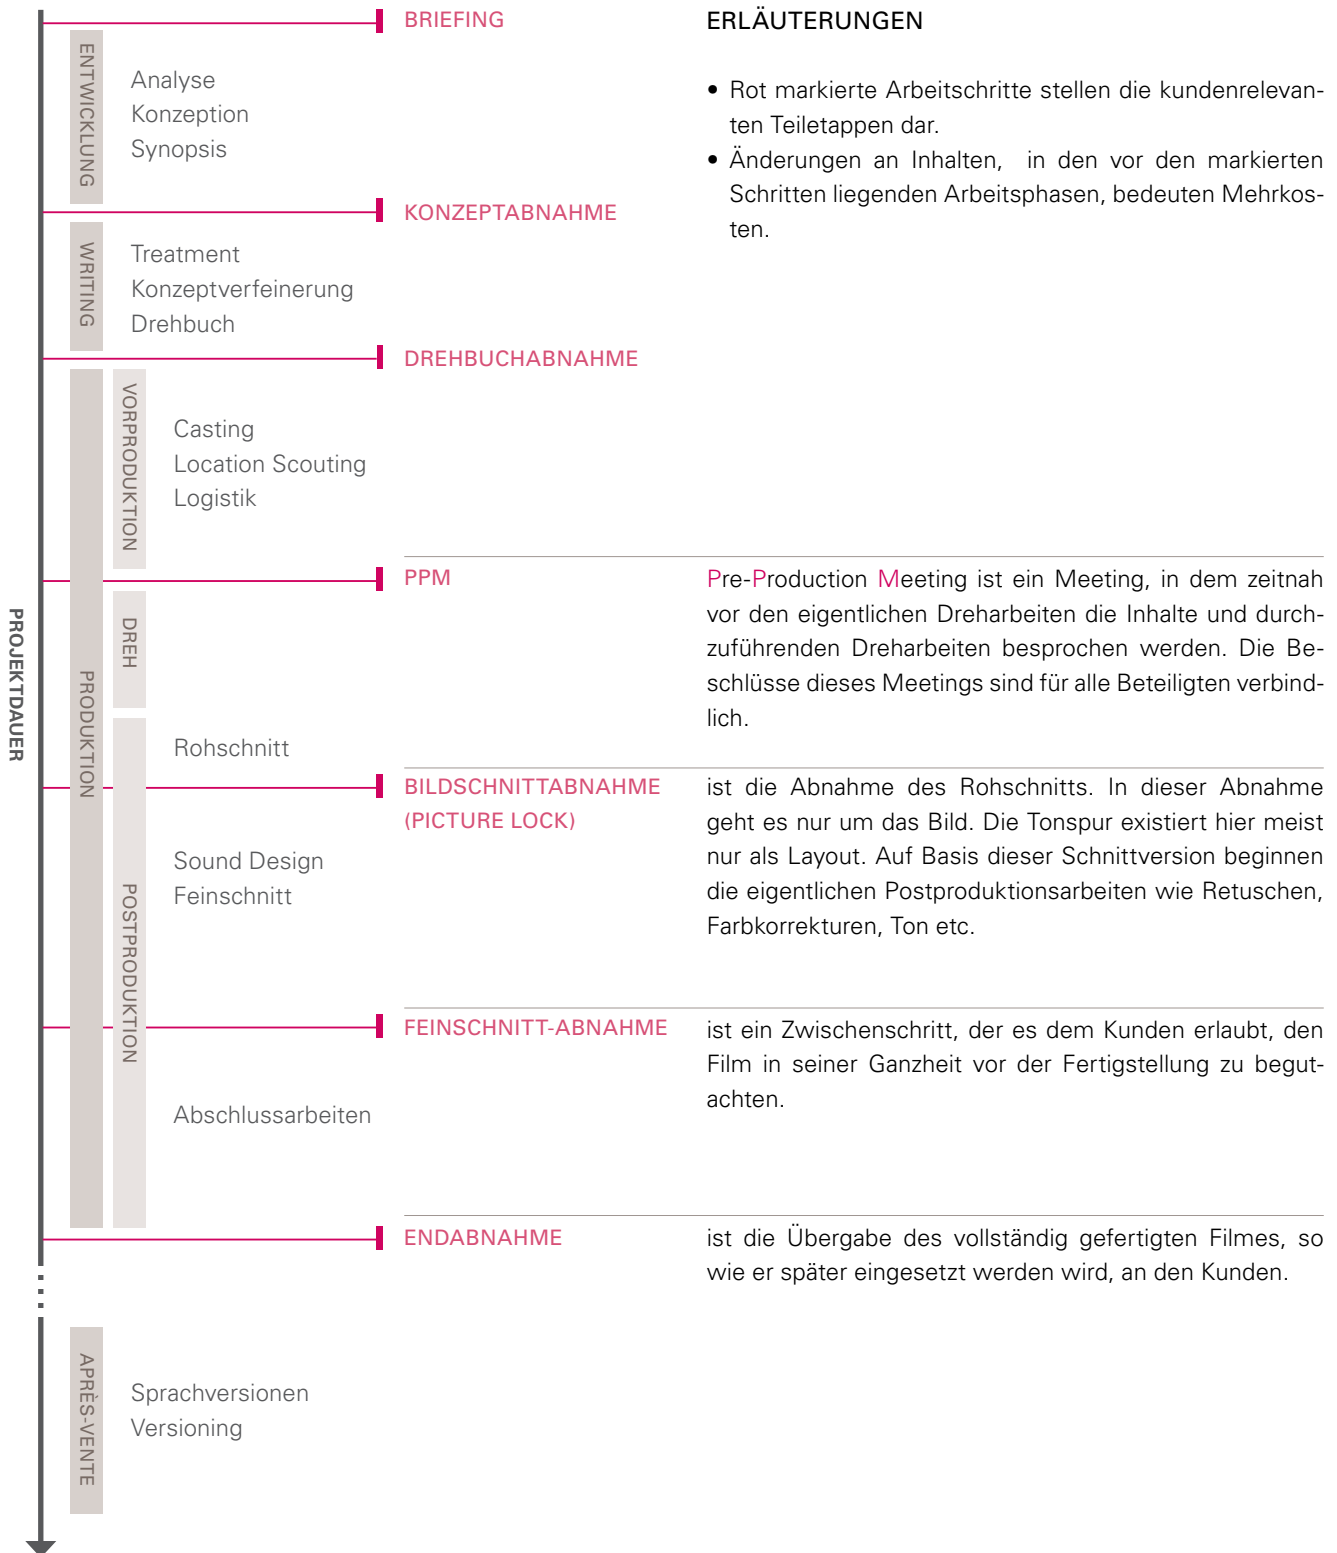 PROJEKTDAUER
BRIEFING
ENTWICKLUNG
Analyse
Konzeption
Synopsis
KONZEPTABNAHME
WRITING
Treatment
Konzeptverfeinerung
Drehbuch
DREHBUCHABNAHME
PRODUKTION
VORPRODUKTION
Casting
Location Scouting
Logistik
PPM
DREH
POSTPRODUKTION
Rohschnitt
BILDSCHNITTABNAHME
(PICTURE LOCK)
Sound Design
Feinschnitt
FEINSCHNITT-ABNAHME
Abschlussarbeiten
ENDABNAHME
APRÈS-VENTE
Sprachversionen
Versioning
ERLÄUTERUNGEN
• Rot markierte Arbeitschritte stellen die kundenrelevan-
ten Teiletappen dar.
• Änderungen an Inhalten, in den vor den markierten
Schritten liegenden Arbeitsphasen, bedeuten Mehrkos-
ten.
Pre-Production Meeting ist ein Meeting, in dem zeitnah
vor den eigentlichen Dreharbeiten die Inhalte und durch-
zuführenden Dreharbeiten besprochen werden. Die Be-
schlüsse dieses Meetings sind für alle Beteiligten verbind-
lich.
ist die Abnahme des Rohschnitts. In dieser Abnahme
geht es nur um das Bild. Die Tonspur existiert hier meist
nur als Layout. Auf Basis dieser Schnittversion beginnen
die eigentlichen Postproduktionsarbeiten wie Retuschen,
Farbkorrekturen, Ton etc.
ist ein Zwischenschritt, der es dem Kunden erlaubt, den
Film in seiner Ganzheit vor der Fertigstellung zu begut-
achten.
ist die Übergabe des vollständig gefertigten Filmes, so
wie er später eingesetzt werden wird, an den Kunden.